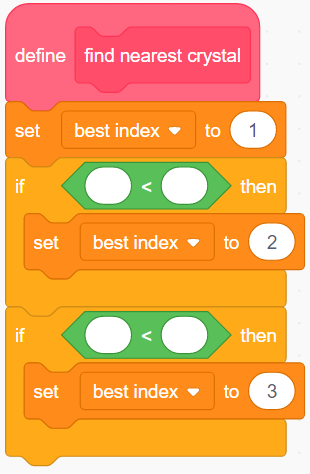 define find nearest crystal
set best index to 1
if < then
set best index to 2
if < then
set best index to 3